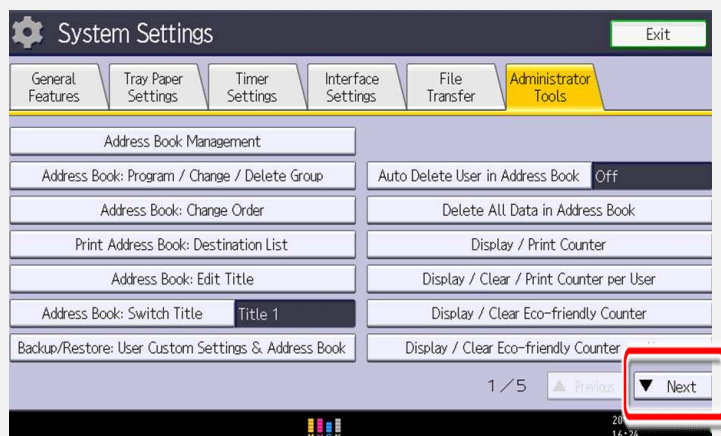 System Settings
Exit
General
Features
Tray Paper
Settings
Timer
Settings
Interface
Settings
File
Transfer
Administrator
Tools
Address Book Management
Address Book: Program / Change / Delete Group
Auto Delete User in Address Book
Off
Address Book: Change Order
Delete All Data in Address Book
Print Address Book: Destination List
Display / Print Counter
Address Book: Edit Title
Display / Clear / Print Counter per User
Address Book: Switch Title
Title 1
Display / Clear Eco-friendly Counter
Backup/Restore: User Custom Settings & Address Book
Display / Clear Eco-friendly Counter
1/5
▲ Previous
▼ Next
16:24